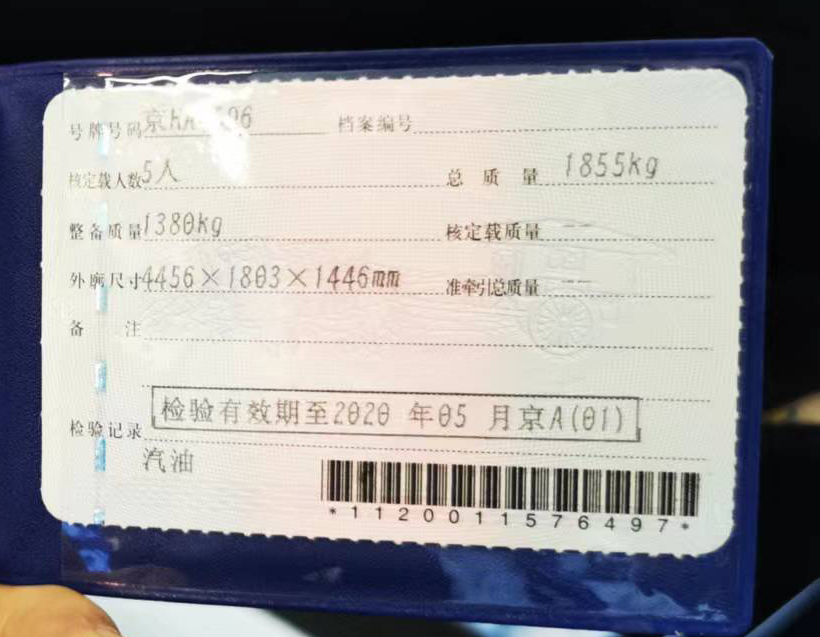 号牌号码 档案编号
核定载人数 5人 总质量 1855kg
整备质量 1380kg 核定载质量 --
外廓尺寸 4456×1803×1446mm 准牵引总质量 --
备注
检验有效期至2020 年05 月京A(01)
检验记录
汽油
*1120011576497*